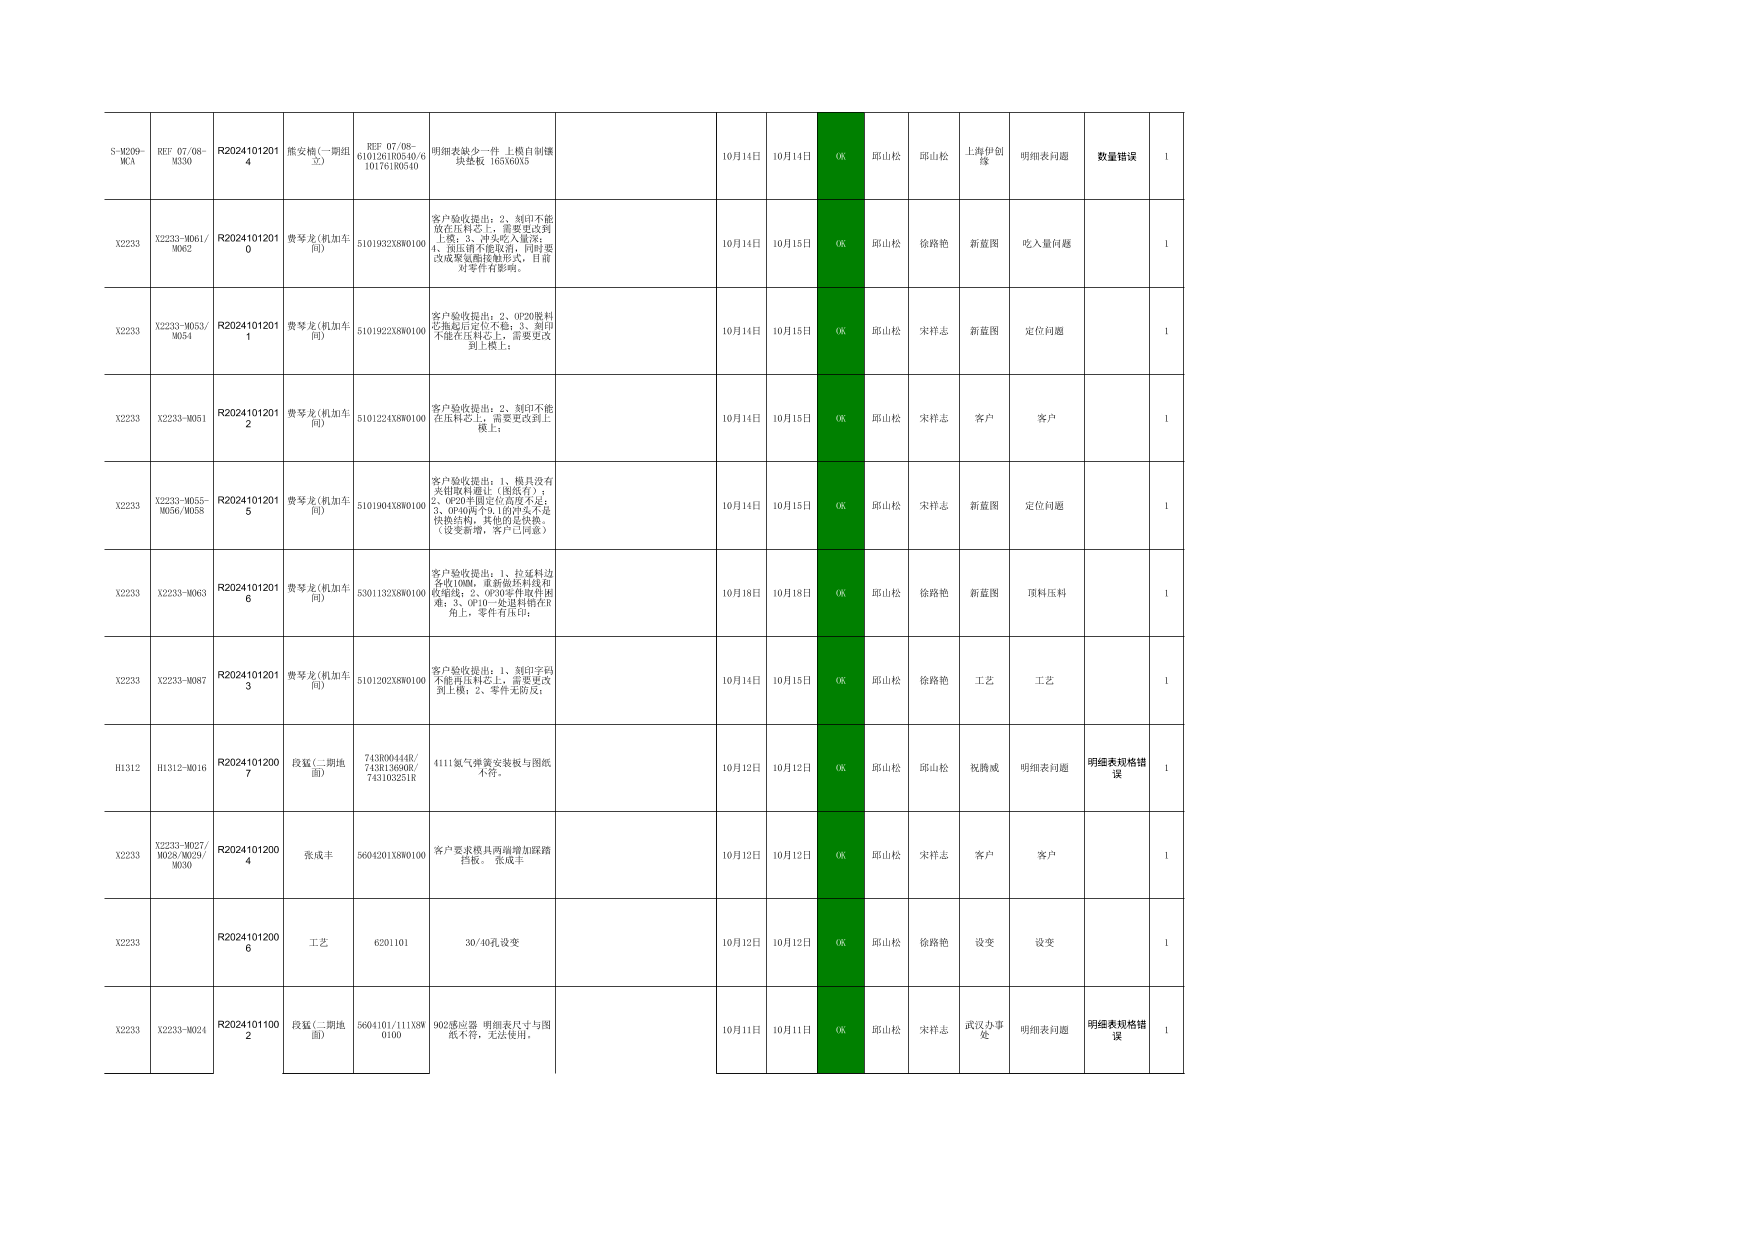 S-M209-
MCA
REF 07/08-
M330
R2024101201
4
熊安楠(一期组
立)
REF 07/08-
6101261R0540/6
101761R0540
明细表缺少一件 上模自制镶
块垫板 165X60X5
10月14日
10月14日
OK
邱山松
邱山松
上海伊创
缘
明细表问题
数量错误
1
X2233
X2233-M061/
M062
R2024101201
0
费琴龙(机加车
间)
5101932X8W0100
客户验收提出：2、刻印不能
放在压料芯上，需要更改到
上模；3、冲头吃入量深；
4、预压销不能取消，同时要
改成聚氨酯接触形式，目前
对零件有影响。
10月14日
10月15日
OK
邱山松
徐路艳
新蓝图
吃入量问题
1
X2233
X2233-M053/
M054
R2024101201
1
费琴龙(机加车
间)
5101922X8W0100
客户验收提出：2、OP20脱料
芯拖起后定位不稳；3、刻印
不能在压料芯上，需要更改
到上模上；
10月14日
10月15日
OK
邱山松
宋祥志
新蓝图
定位问题
1
X2233
X2233-M051
R2024101201
2
费琴龙(机加车
间)
5101224X8W0100
客户验收提出：2、刻印不能
在压料芯上，需要更改到上
模上；
10月14日
10月15日
OK
邱山松
宋祥志
客户
客户
1
X2233
X2233-M055-
M056/M058
R2024101201
5
费琴龙(机加车
间)
5101904X8W0100
客户验收提出：1、模具没有
夹钳取料避让（图纸有）；
2、OP20半圆定位高度不足；
3、OP40两个9.1的冲头不是
快换结构，其他的是快换。
（设变新增，客户已同意）
10月14日
10月15日
OK
邱山松
宋祥志
新蓝图
定位问题
1
X2233
X2233-M063
R2024101201
6
费琴龙(机加车
间)
5301132X8W0100
客户验收提出：1、拉延料边
各收10MM，重新做坯料线和
收缩线；2、OP30零件取件困
难；3、OP10一处退料销在R
角上，零件有压印；
10月18日
10月18日
OK
邱山松
徐路艳
新蓝图
顶料压料
1
X2233
X2233-M087
R2024101201
3
费琴龙(机加车
间)
5101202X8W0100
客户验收提出：1、刻印字码
不能再压料芯上，需要更改
到上模；2、零件无防反；
10月14日
10月15日
OK
邱山松
徐路艳
工艺
工艺
1
H1312
H1312-M016
R2024101200
7
段猛(二期地
面)
743R00444R/
743R13690R/
743103251R
4111氮气弹簧安装板与图纸
不符。
10月12日
10月12日
OK
邱山松
邱山松
祝腾威
明细表问题
明细表规格错
误
1
X2233
X2233-M027/
M028/M029/
M030
R2024101200
4
张成丰
5604201X8W0100
客户要求模具两端增加踩踏
挡板。 张成丰
10月12日
10月12日
OK
邱山松
宋祥志
客户
客户
1
X2233
R2024101200
6
工艺
6201101
30/40孔设变
10月12日
10月12日
OK
邱山松
徐路艳
设变
设变
1
X2233
X2233-M024
R2024101100
2
段猛(二期地
面)
5604101/111X8W
0100
902感应器 明细表尺寸与图
纸不符，无法使用。
10月11日
10月11日
OK
邱山松
宋祥志
武汉办事
处
明细表问题
明细表规格错
误
1